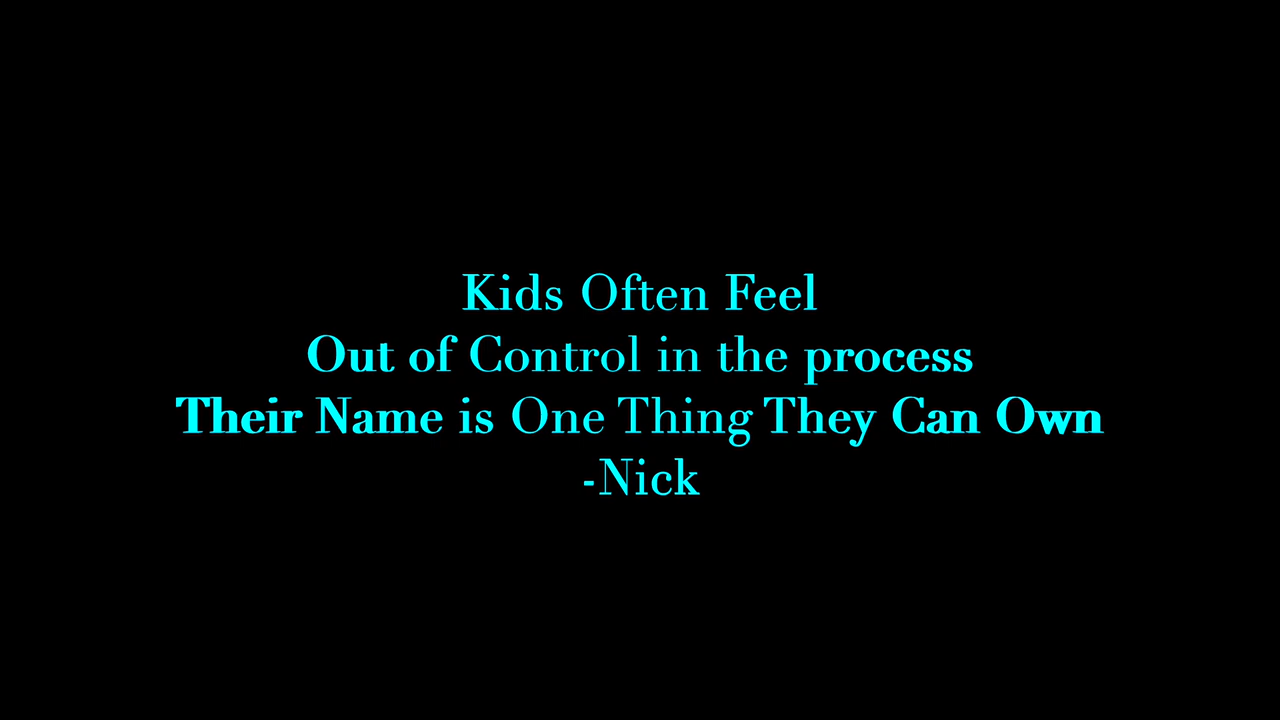 Kids Often Feel
Out of Control in the process
Their Name is One Thing They Can Own
-Nick